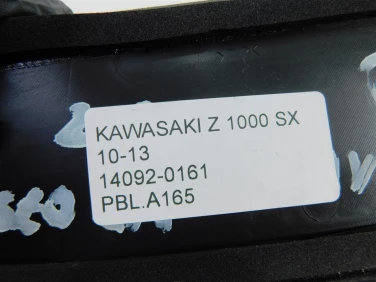 KAWASAKI Z 1000 SX
10-13
14092-0161
PBL.A165